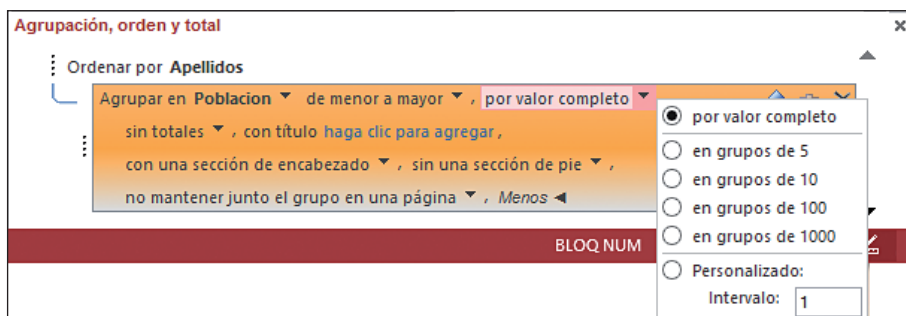 Agrupación, orden y total
Ordenar por Apellidos
Agrupar en Poblacion de menor a mayor , por valor completo
sin totales , con título haga clic para agregar ,
con una sección de encabezado , sin una sección de pie ,
no mantener junto el grupo en una página , Menos
por valor completo
en grupos de 5
en grupos de 10
en grupos de 100
en grupos de 1000
Personalizado:
Intervalo: 1
BLOQ NUM